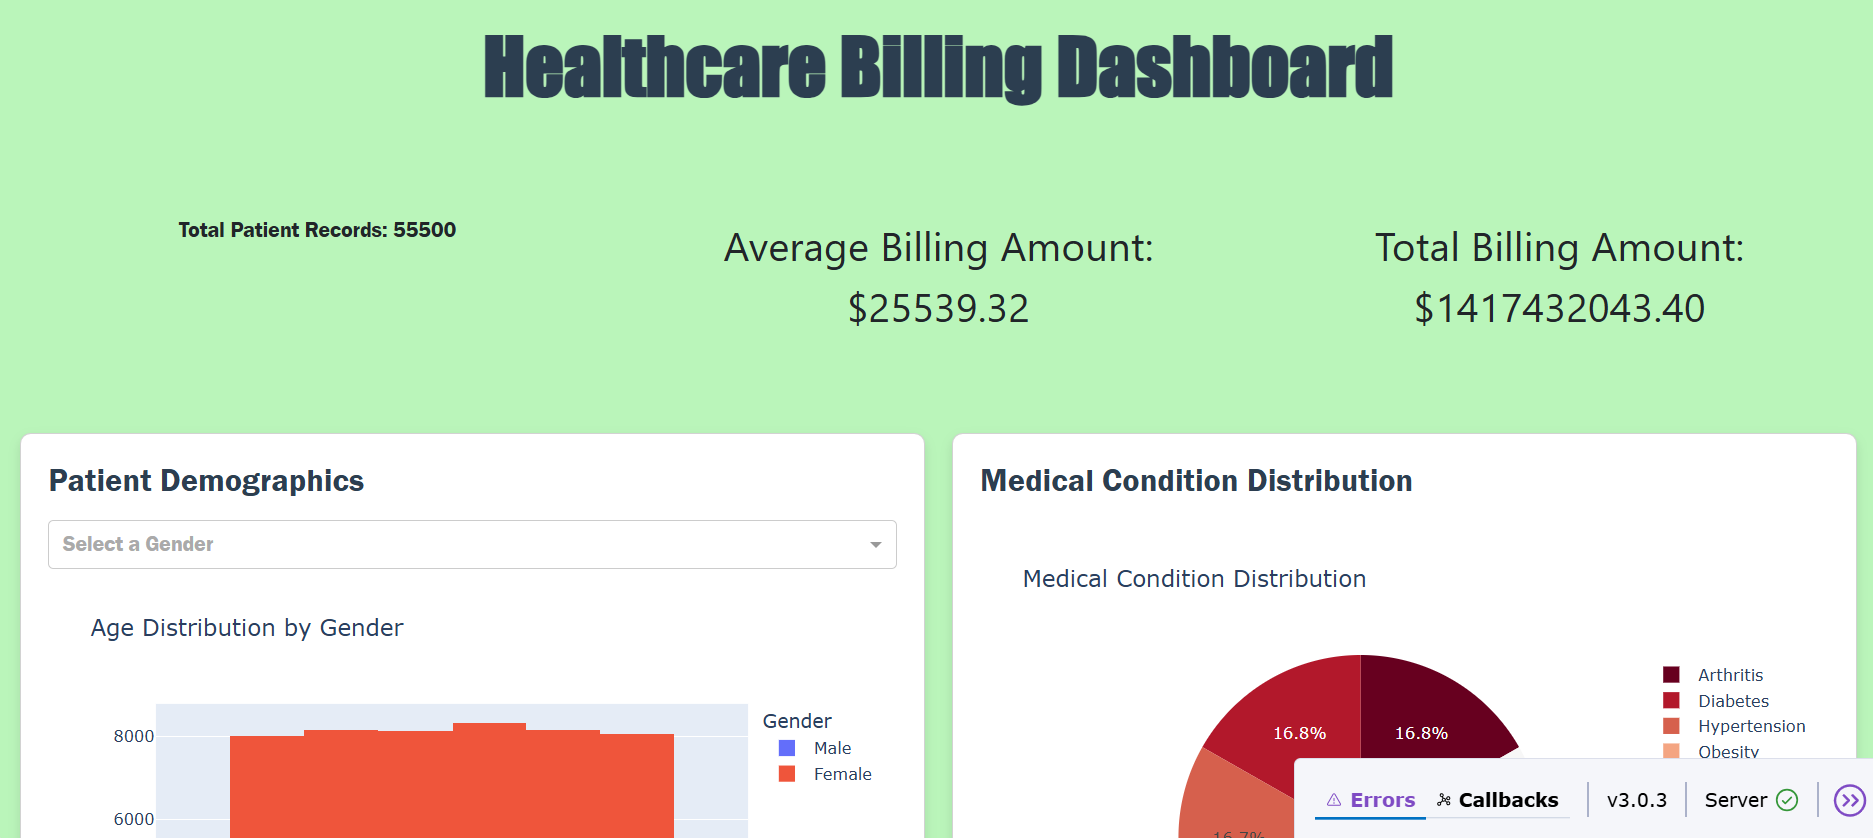 Healthcare Billing Dashboard
Total Patient Records: 55500
Average Billing Amount:
$25539.32
Total Billing Amount:
$1417432043.40
Patient Demographics
Select a Gender
Age Distribution by Gender
8000
6000
Gender
Male
Female
Medical Condition Distribution
Medical Condition Distribution
16.8%
16.8%
16.7%
Arthritis
Diabetes
Hypertension
Obesity
Errors
Callbacks
v3.0.3
Server